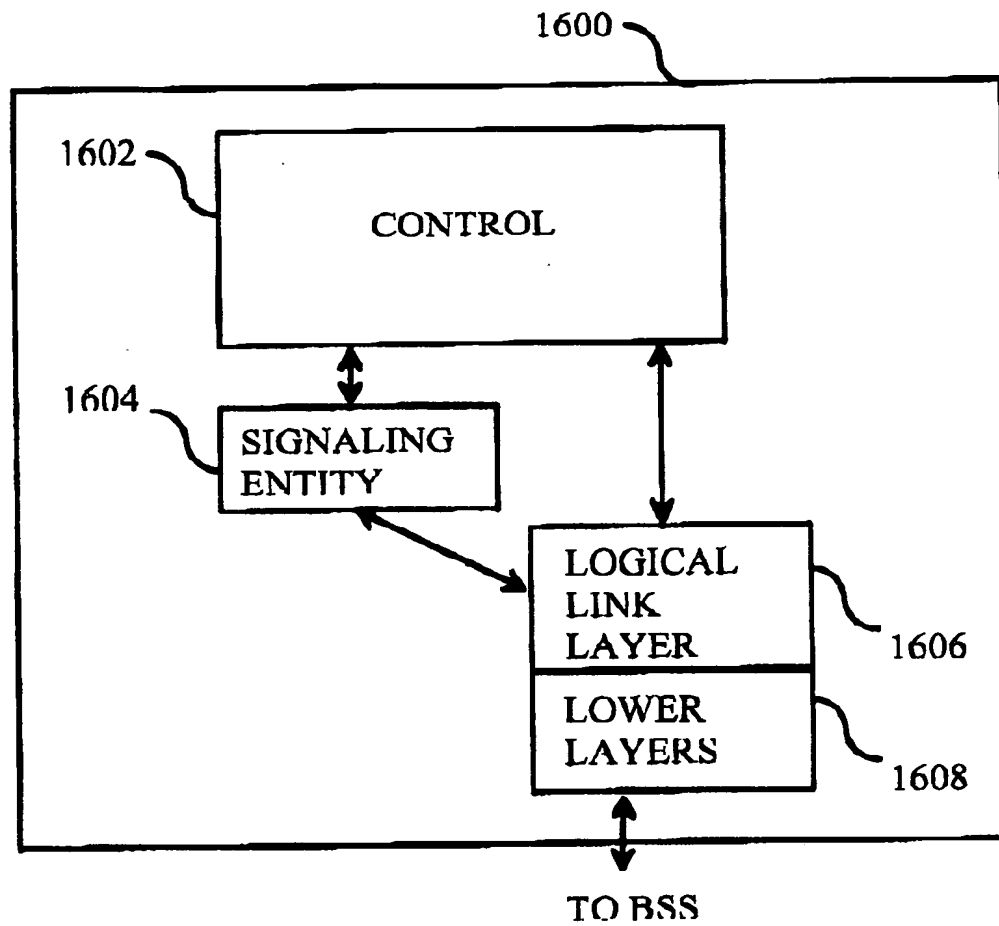 1600
1602
CONTROL
1604
SIGNALING
ENTITY
LOGICAL
LINK
LAYER
1606
LOWER
LAYERS
1608
TO BSS